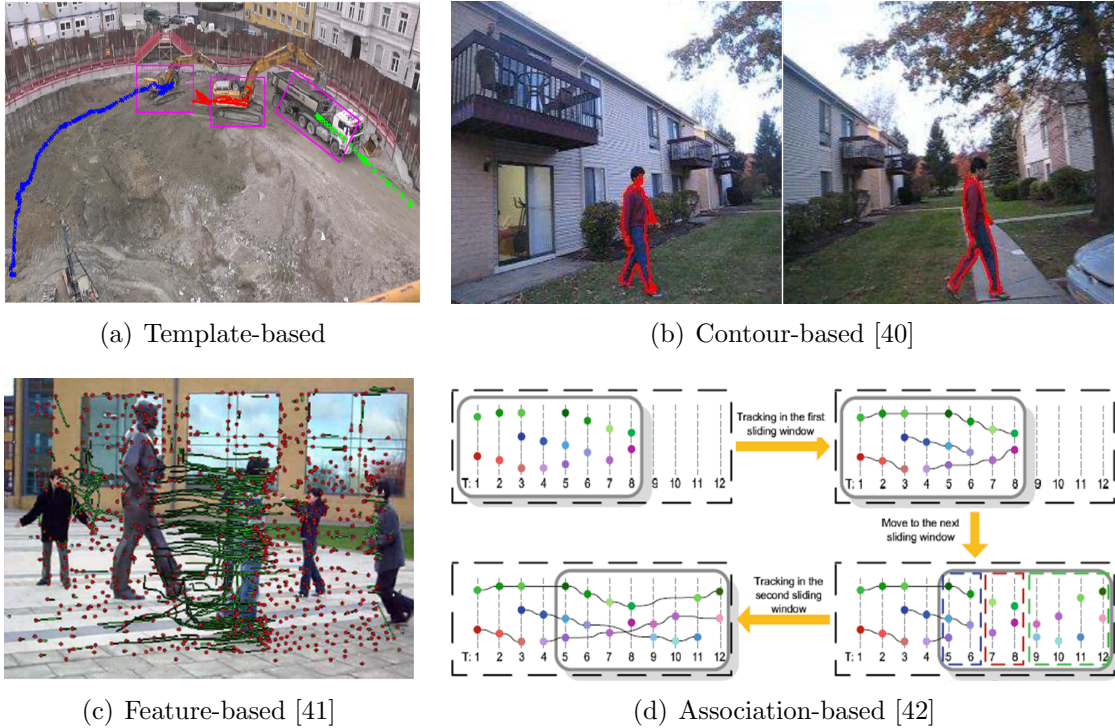 (a) Template-based
(b) Contour-based [40]
T: 1 2 3 4 5 6 7 8 9 10 11 12
Tracking in the first
sliding window
T: 1 2 3 4 5 6 7 8 9 10 11 12
Move to the next
sliding window
T: 1 2 3 4 5 6 7 8 9 10 11 12
Tracking in the
second sliding
window
T: 1 2 3 4 5 6 7 8 9 10 11 12
(c) Feature-based [41]
(d) Association-based [42]